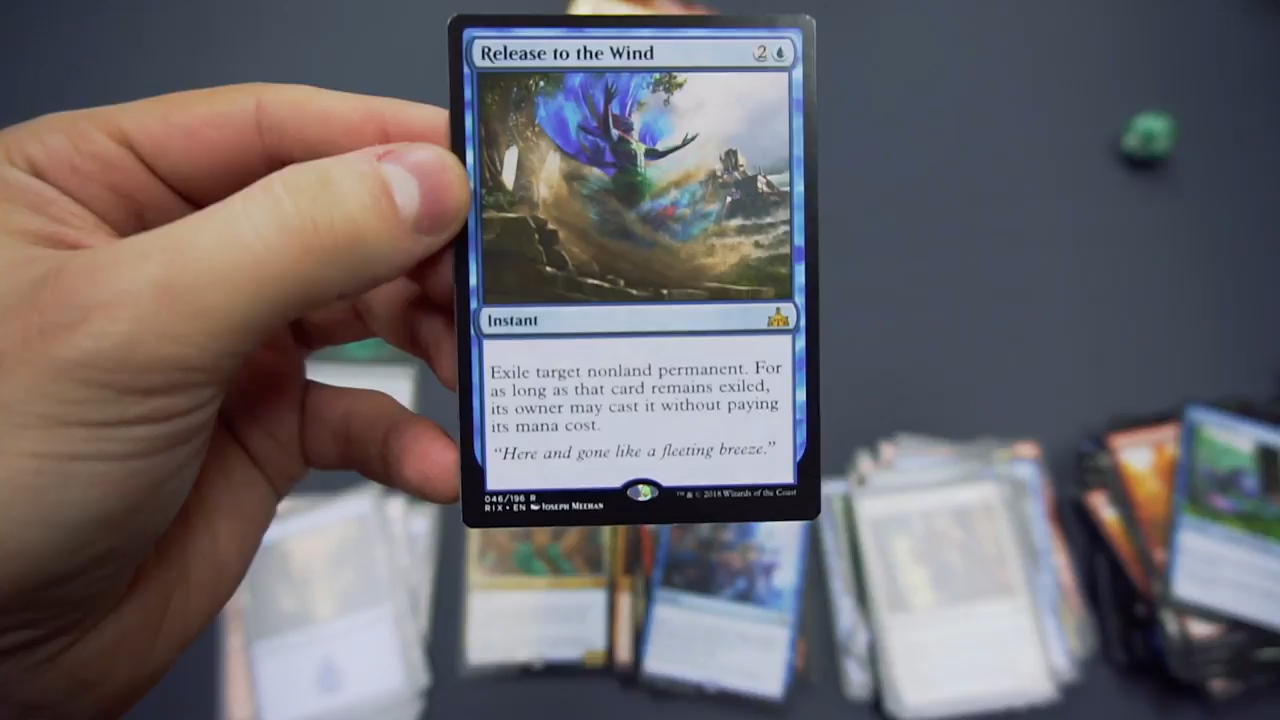 Release to the Wind 2
Instant
Exile target nonland permanent. For
as long as that card remains exiled,
its owner may cast it without paying
its mana cost.
“Here and gone like a fleeting breeze.”
046/196 R
RIX • EN Joseph Meehan
™ & © 2018 Wizards of the Coast